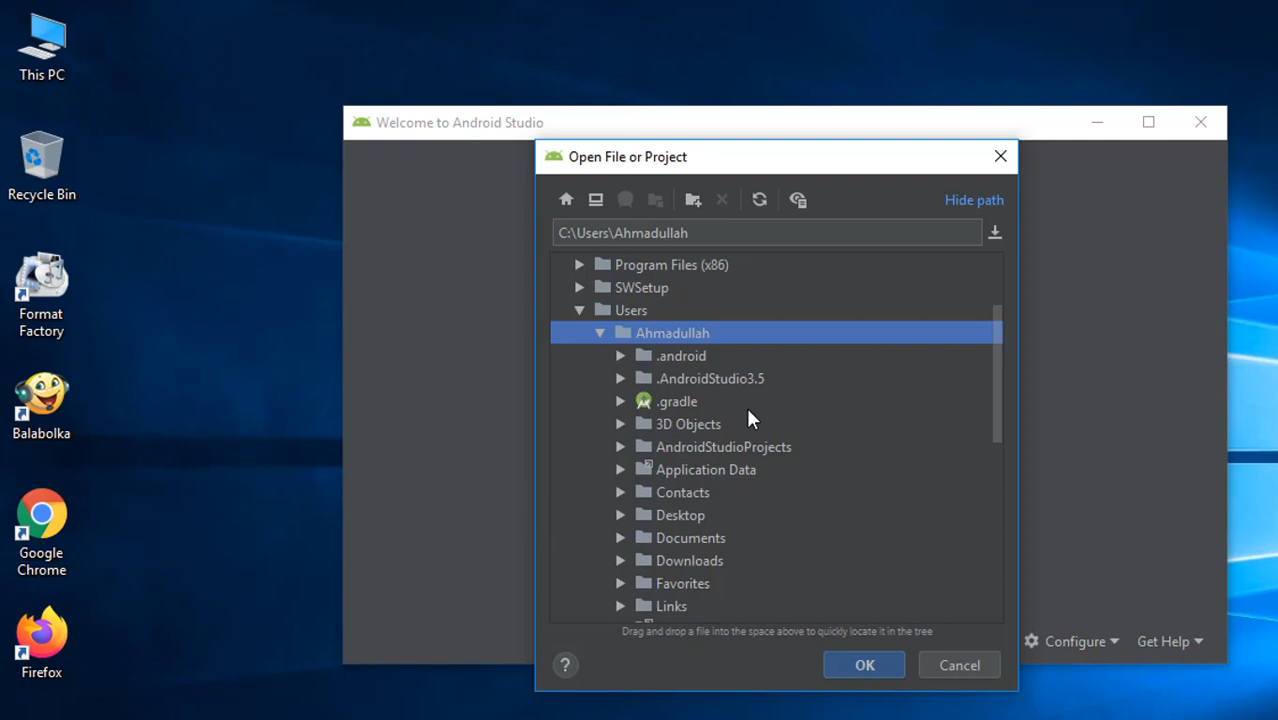 This PC
Recycle Bin
Format
Factory
Balabolka
Google
Chrome
Firefox
Welcome to Android Studio
Open File or Project
Hide path
C:\Users\Ahmadullah
Program Files (x86)
SWSetup
Users
Ahmadullah
.android
.AndroidStudio3.5
.gradle
3D Objects
AndroidStudioProjects
Application Data
Contacts
Desktop
Documents
Downloads
Favorites
Links
Drag and drop a file into the space above to quickly locate it in the tree
?
OK
Cancel
Configure
Get Help